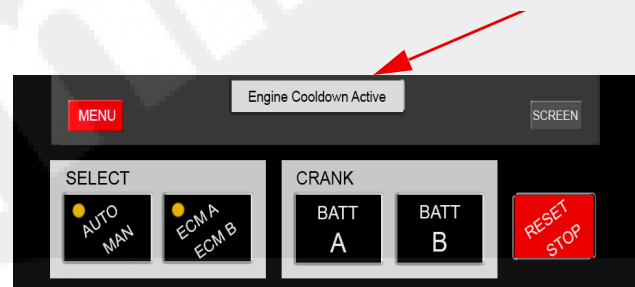 Engine Cooldown Active
MENU
SCREEN
SELECT
CRANK
AUTO
MAN
ECM A
ECM B
BATT
A
BATT
B
RESET
STOP